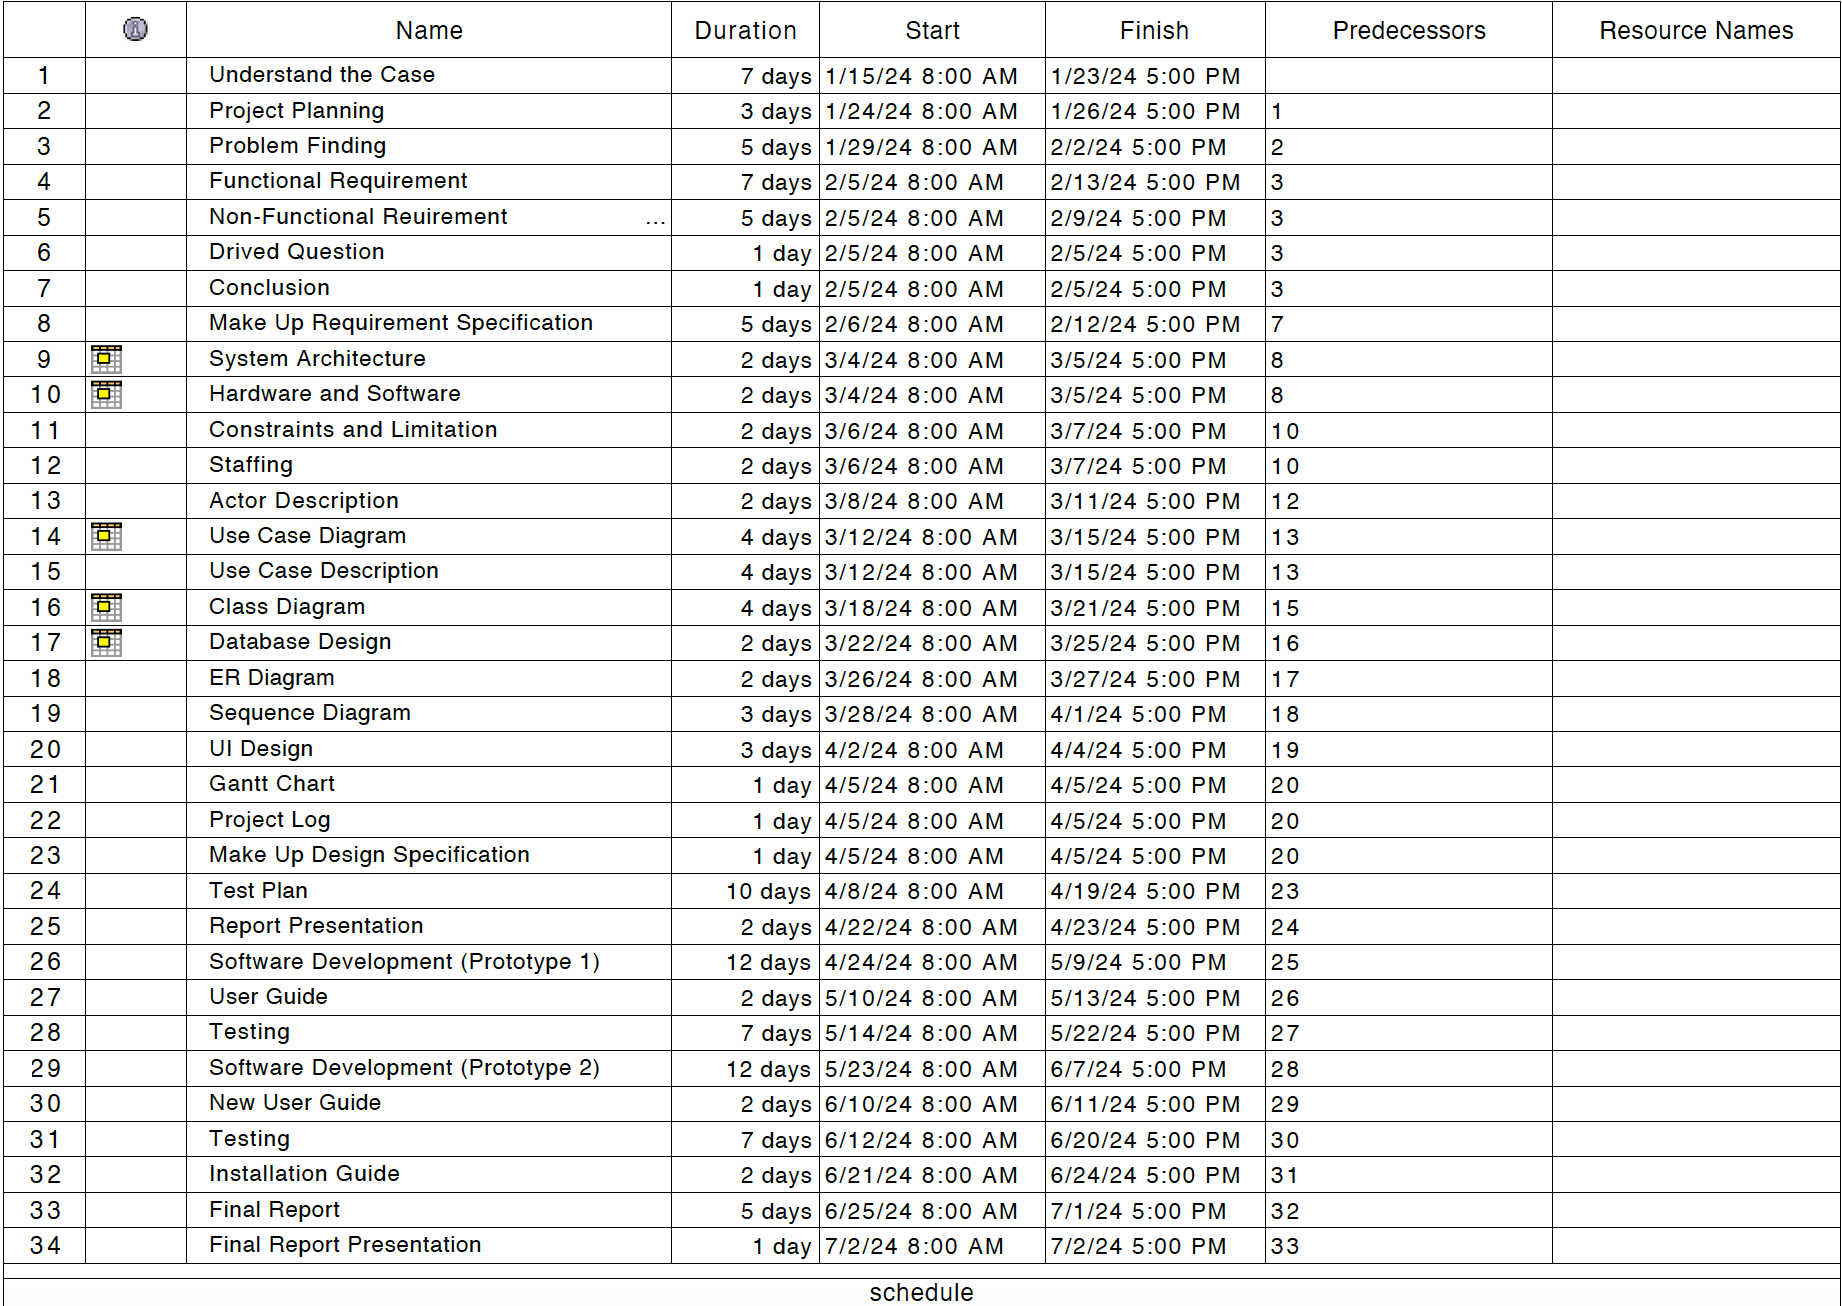 Name Duration Start Finish Predecessors Resource Names
1 Understand the Case 7 days 1/15/24 8:00 AM 1/23/24 5:00 PM
2 Project Planning 3 days 1/24/24 8:00 AM 1/26/24 5:00 PM 1
3 Problem Finding 5 days 1/29/24 8:00 AM 2/2/24 5:00 PM 2
4 Functional Requirement 7 days 2/5/24 8:00 AM 2/13/24 5:00 PM 3
5 Non-Functional Reuirement ... 5 days 2/5/24 8:00 AM 2/9/24 5:00 PM 3
6 Drived Question 1 day 2/5/24 8:00 AM 2/5/24 5:00 PM 3
7 Conclusion 1 day 2/5/24 8:00 AM 2/5/24 5:00 PM 3
8 Make Up Requirement Specification 5 days 2/6/24 8:00 AM 2/12/24 5:00 PM 7
9 System Architecture 2 days 3/4/24 8:00 AM 3/5/24 5:00 PM 8
10 Hardware and Software 2 days 3/4/24 8:00 AM 3/5/24 5:00 PM 8
11 Constraints and Limitation 2 days 3/6/24 8:00 AM 3/7/24 5:00 PM 10
12 Staffing 2 days 3/6/24 8:00 AM 3/7/24 5:00 PM 10
13 Actor Description 2 days 3/8/24 8:00 AM 3/11/24 5:00 PM 12
14 Use Case Diagram 4 days 3/12/24 8:00 AM 3/15/24 5:00 PM 13
15 Use Case Description 4 days 3/12/24 8:00 AM 3/15/24 5:00 PM 13
16 Class Diagram 4 days 3/18/24 8:00 AM 3/21/24 5:00 PM 15
17 Database Design 2 days 3/22/24 8:00 AM 3/25/24 5:00 PM 16
18 ER Diagram 2 days 3/26/24 8:00 AM 3/27/24 5:00 PM 17
19 Sequence Diagram 3 days 3/28/24 8:00 AM 4/1/24 5:00 PM 18
20 UI Design 3 days 4/2/24 8:00 AM 4/4/24 5:00 PM 19
21 Gantt Chart 1 day 4/5/24 8:00 AM 4/5/24 5:00 PM 20
22 Project Log 1 day 4/5/24 8:00 AM 4/5/24 5:00 PM 20
23 Make Up Design Specification 1 day 4/5/24 8:00 AM 4/5/24 5:00 PM 20
24 Test Plan 10 days 4/8/24 8:00 AM 4/19/24 5:00 PM 23
25 Report Presentation 2 days 4/22/24 8:00 AM 4/23/24 5:00 PM 24
26 Software Development (Prototype 1) 12 days 4/24/24 8:00 AM 5/9/24 5:00 PM 25
27 User Guide 2 days 5/10/24 8:00 AM 5/13/24 5:00 PM 26
28 Testing 7 days 5/14/24 8:00 AM 5/22/24 5:00 PM 27
29 Software Development (Prototype 2) 12 days 5/23/24 8:00 AM 6/7/24 5:00 PM 28
30 New User Guide 2 days 6/10/24 8:00 AM 6/11/24 5:00 PM 29
31 Testing 7 days 6/12/24 8:00 AM 6/20/24 5:00 PM 30
32 Installation Guide 2 days 6/21/24 8:00 AM 6/24/24 5:00 PM 31
33 Final Report 5 days 6/25/24 8:00 AM 7/1/24 5:00 PM 32
34 Final Report Presentation 1 day 7/2/24 8:00 AM 7/2/24 5:00 PM 33
schedule